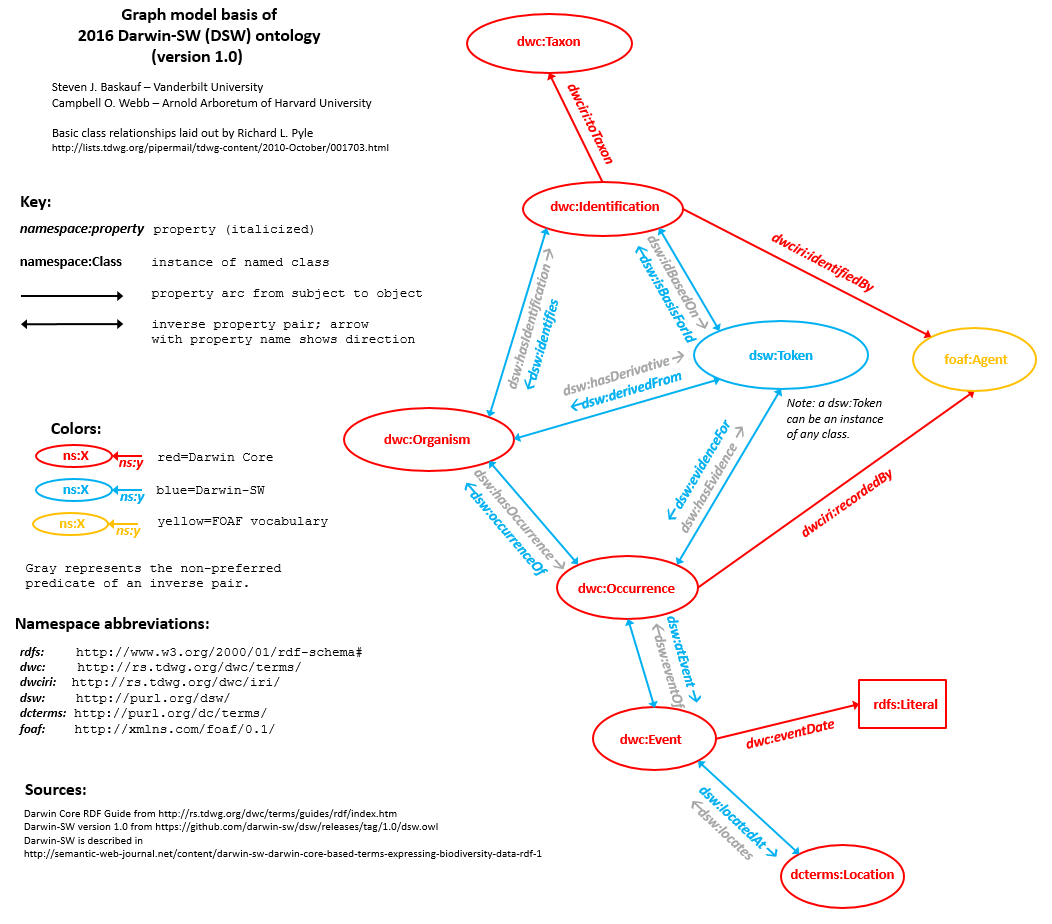 Graph model basis of
2016 Darwin-SW (DSW) ontology
(version 1.0)
Steven J. Baskauf – Vanderbilt University
Campbell O. Webb – Arnold Arboretum of Harvard University
Basic class relationships laid out by Richard L. Pyle
http://lists.tdwg.org/pipermail/tdwg-content/2010-October/001703.html
Key:
namespace:property property (italicized)
namespace:Class instance of named class
property arc from subject to object
inverse property pair; arrow
with property name shows direction
Colors:
ns:X ns:y red=Darwin Core
ns:X ns:y blue=Darwin-SW
ns:X ns:y yellow=FOAF vocabulary
Gray represents the non-preferred
predicate of an inverse pair.
Namespace abbreviations:
rdfs: http://www.w3.org/2000/01/rdf-schema#
dwc: http://rs.tdwg.org/dwc/terms/
dwciri: http://rs.tdwg.org/dwc/iri/
dsw: http://purl.org/dsw/
dcterms: http://purl.org/dc/terms/
foaf: http://xmlns.com/foaf/0.1/
Sources:
Darwin Core RDF Guide from http://rs.tdwg.org/dwc/terms/guides/rdf/index.htm
Darwin-SW version 1.0 from https://github.com/darwin-sw/dsw/releases/tag/1.0/dsw.owl
Darwin-SW is described in
http://semantic-web-journal.net/content/darwin-sw-darwin-core-based-terms-expressing-biodiversity-data-rdf-1
dwc:Taxon
dwciri:toTaxon
dwc:Identification
dwciri:identifiedBy
dsw:hasIdentification →
← dsw:identifies
dsw:idBasedOn →
← dsw:isBasisForId
dsw:Token
foaf:Agent
Note: a dsw:Token
can be an instance
of any class.
dsw:hasDerivative →
← dsw:derivedFrom
dwc:Organism
← dsw:evidenceFor
dsw:hasEvidence →
dwciri:recordedBy
dsw:hasOccurrence →
← dsw:occurrenceOf
dwc:Occurrence
dsw:atEvent →
← dsw:eventOf
dwc:Event
dwc:eventDate
rdfs:Literal
dsw:locatedAt →
← dsw:locates
dcterms:Location